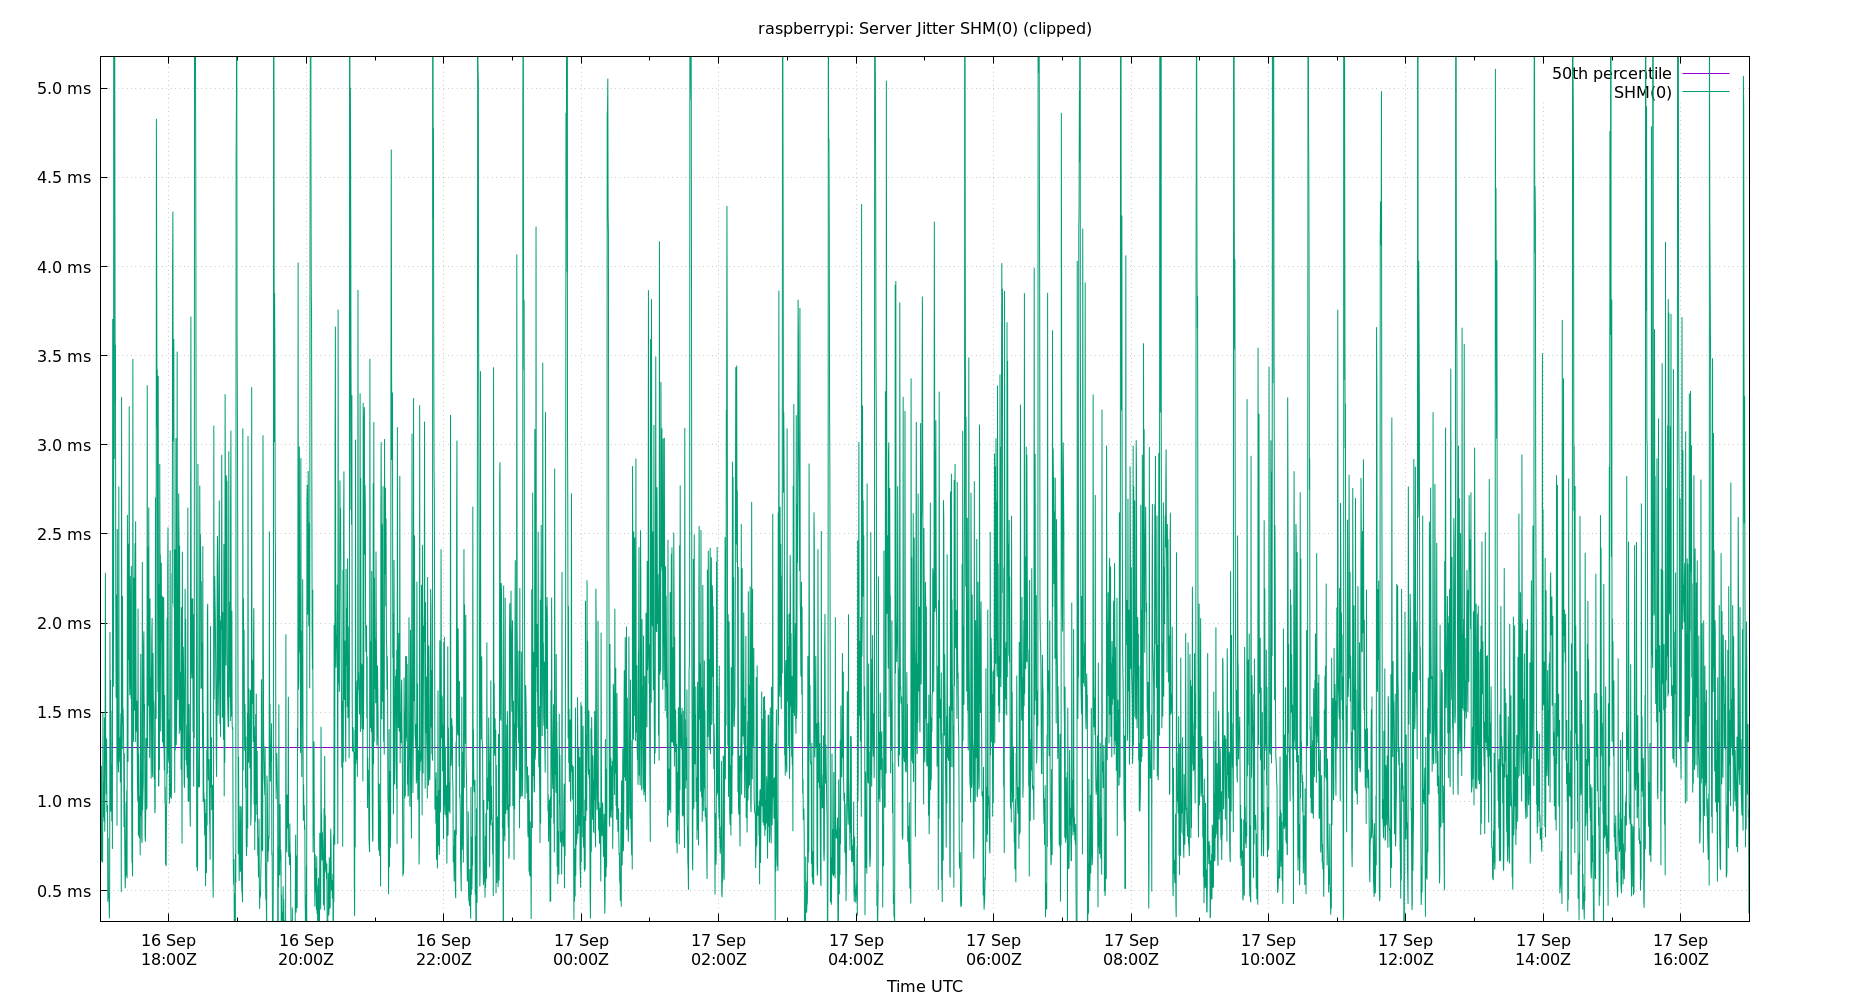 raspberrypi: Server Jitter SHM(0) (clipped)
50th percentile
SHM(0)
5.0 ms
4.5 ms
4.0 ms
3.5 ms
3.0 ms
2.5 ms
2.0 ms
1.5 ms
1.0 ms
0.5 ms
16 Sep 16 Sep 16 Sep 17 Sep 17 Sep 17 Sep 17 Sep 17 Sep 17 Sep 17 Sep 17 Sep 17 Sep
18:00Z 20:00Z 22:00Z 00:00Z 02:00Z 04:00Z 06:00Z 08:00Z 10:00Z 12:00Z 14:00Z 16:00Z
Time UTC